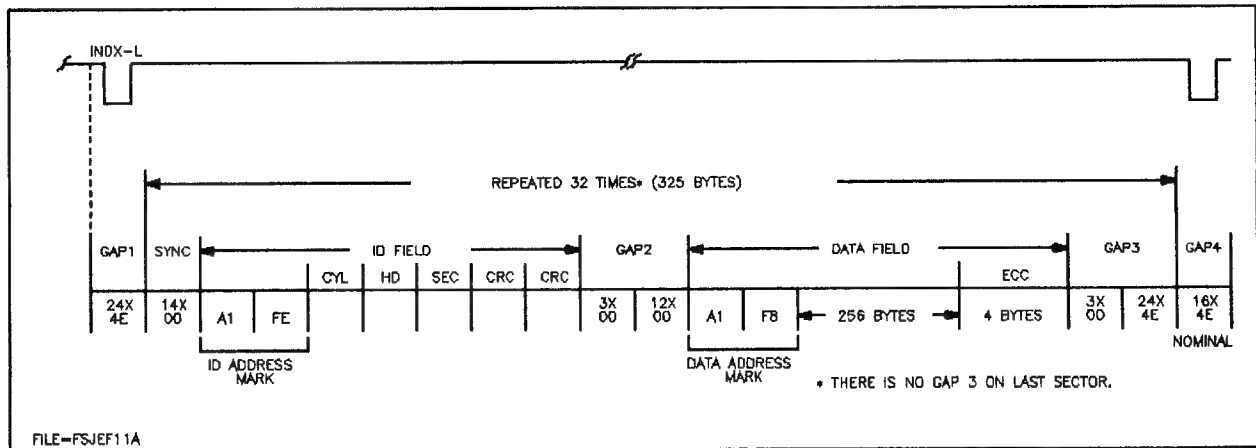 INDX-L
REPEATED 32 TIMES* (325 BYTES)
GAP1 SYNC ID FIELD GAP2 DATA FIELD GAP3 GAP4
CYL HD SEC CRC CRC ECC
24X 14X A1 FE 3X 12X A1 F8 256 BYTES 4 BYTES 3X 24X 16X
4E 00 00 00 00 4E 4E
ID ADDRESS DATA ADDRESS NOMINAL
MARK MARK
* THERE IS NO GAP 3 ON LAST SECTOR.
FILE=FSJEF11A